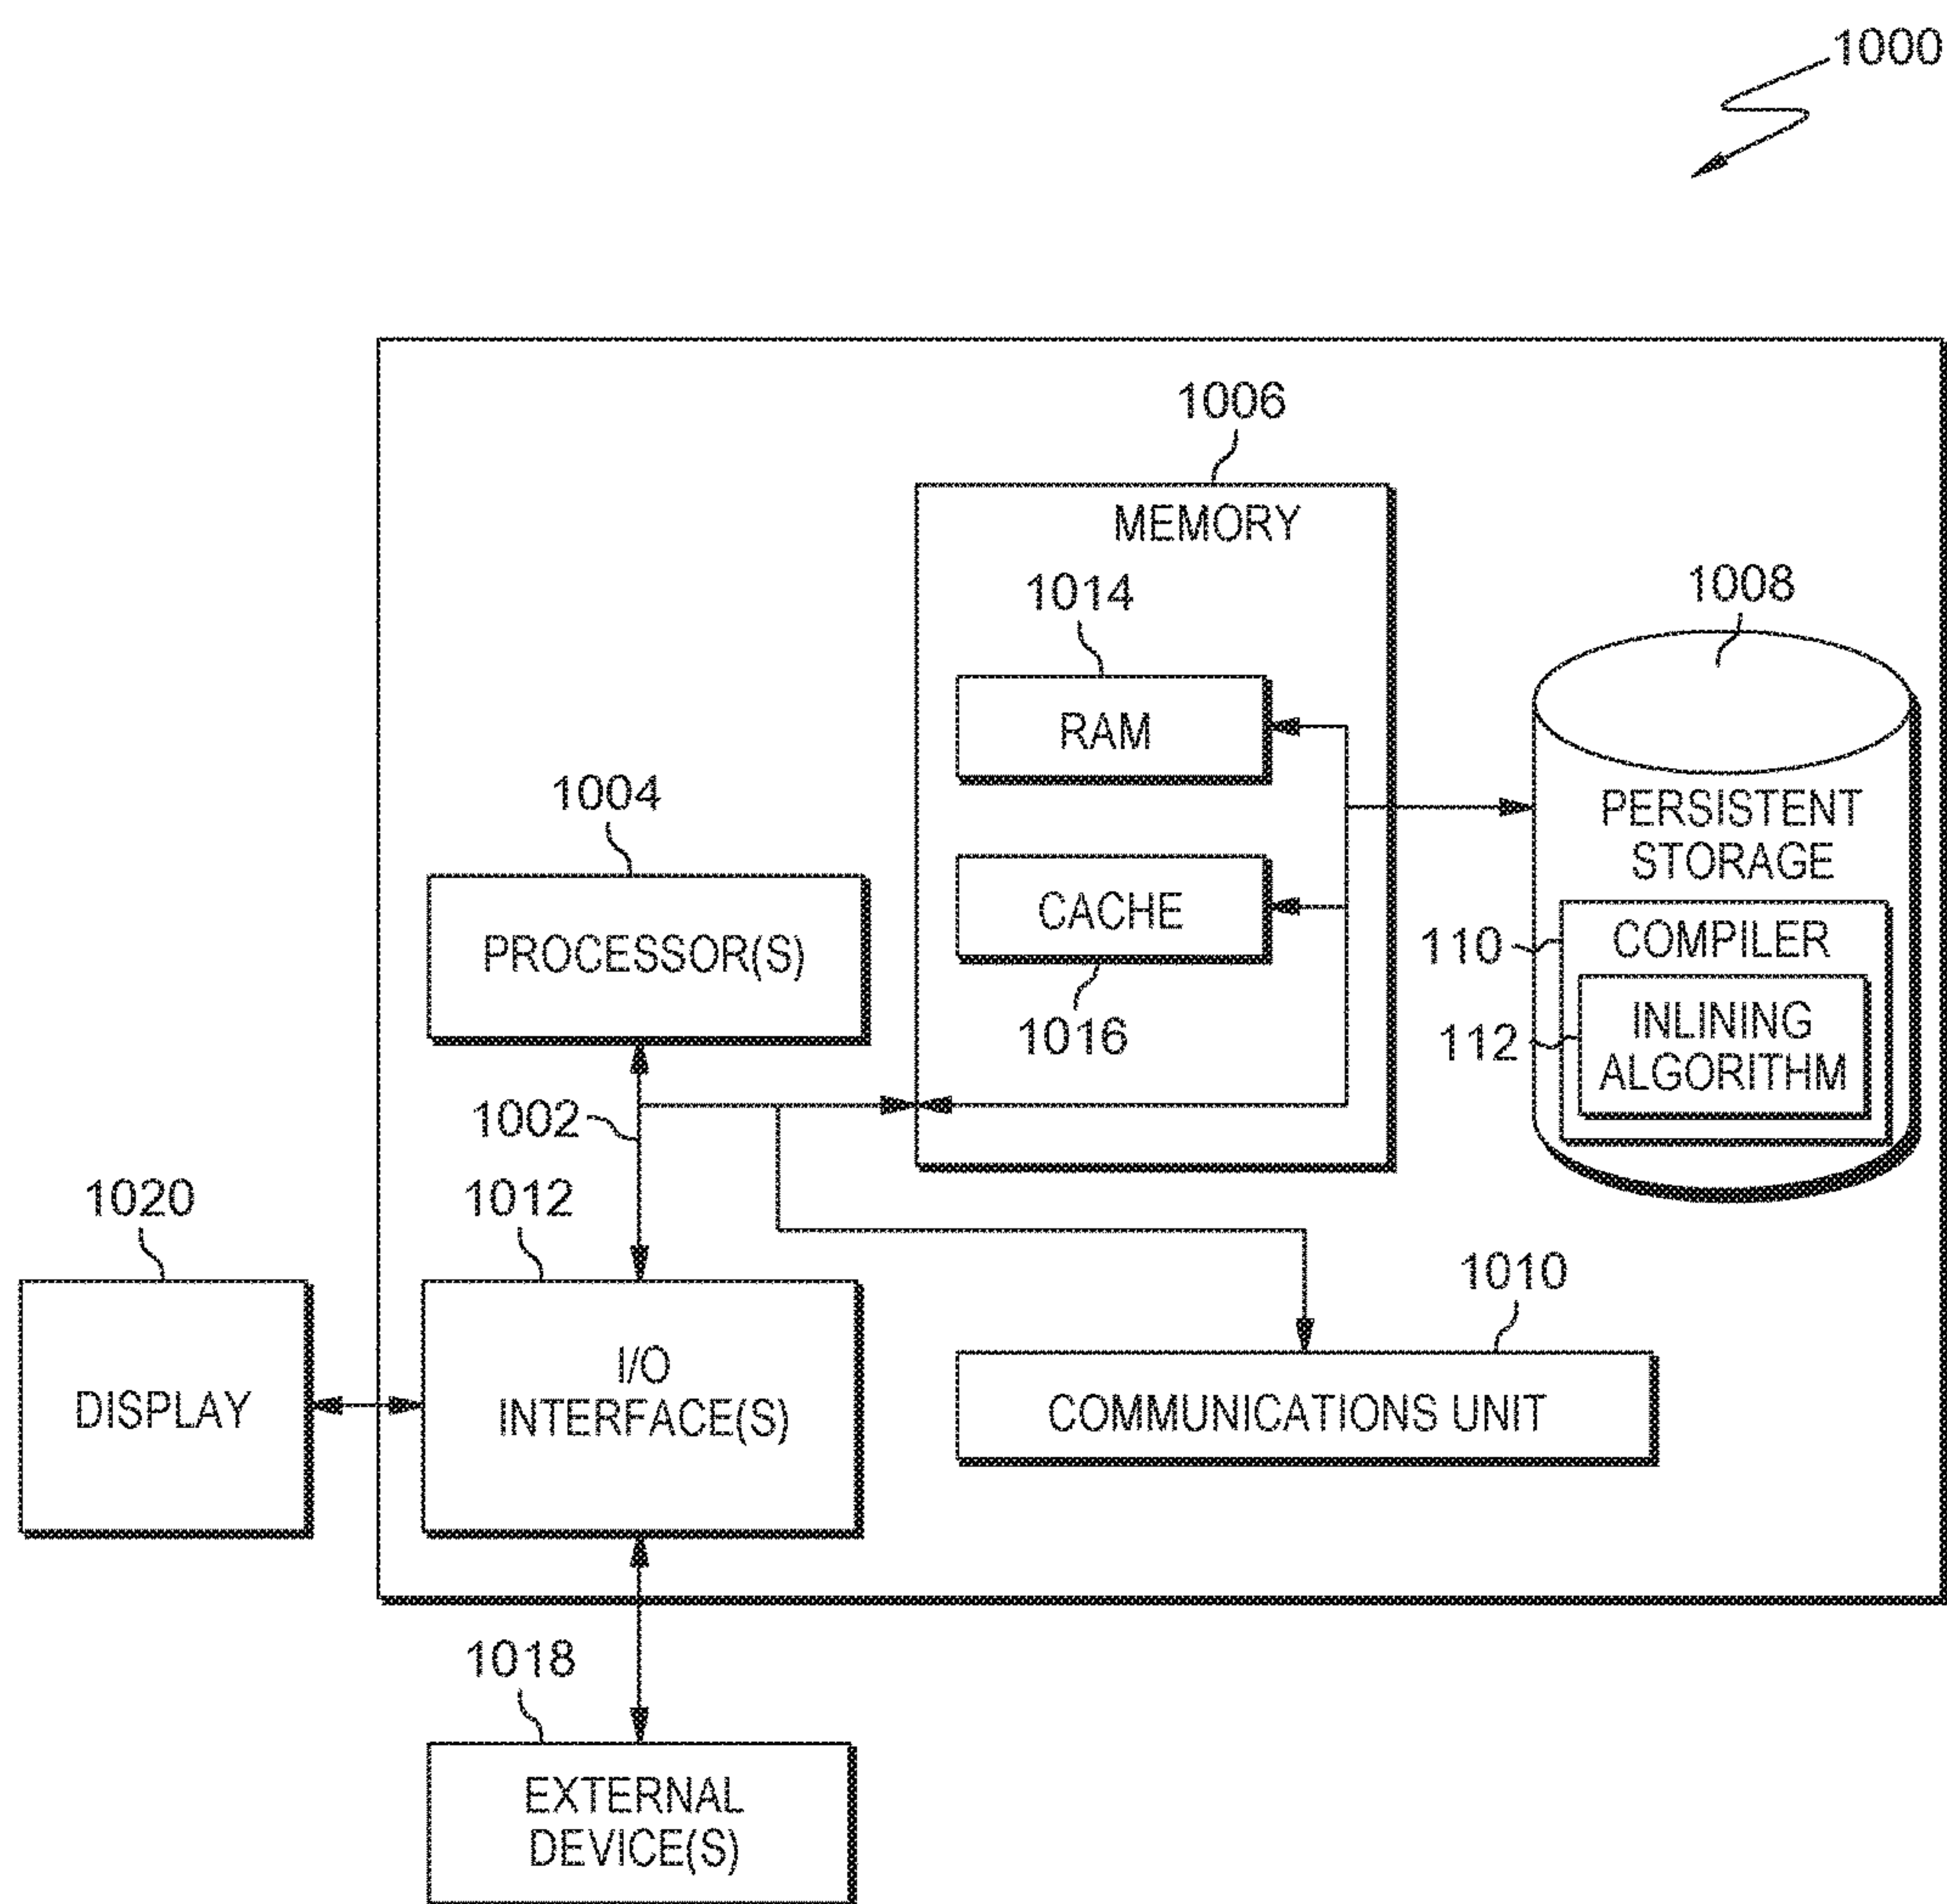 1000
1006
MEMORY
1014
RAM
1008
PERSISTENT
STORAGE
1004
PROCESSOR(S)
CACHE
1016
110
COMPILER
112
INLINING
ALGORITHM
1002
1020
DISPLAY
1012
I/O
INTERFACE(S)
1010
COMMUNICATIONS UNIT
1018
EXTERNAL
DEVICE(S)